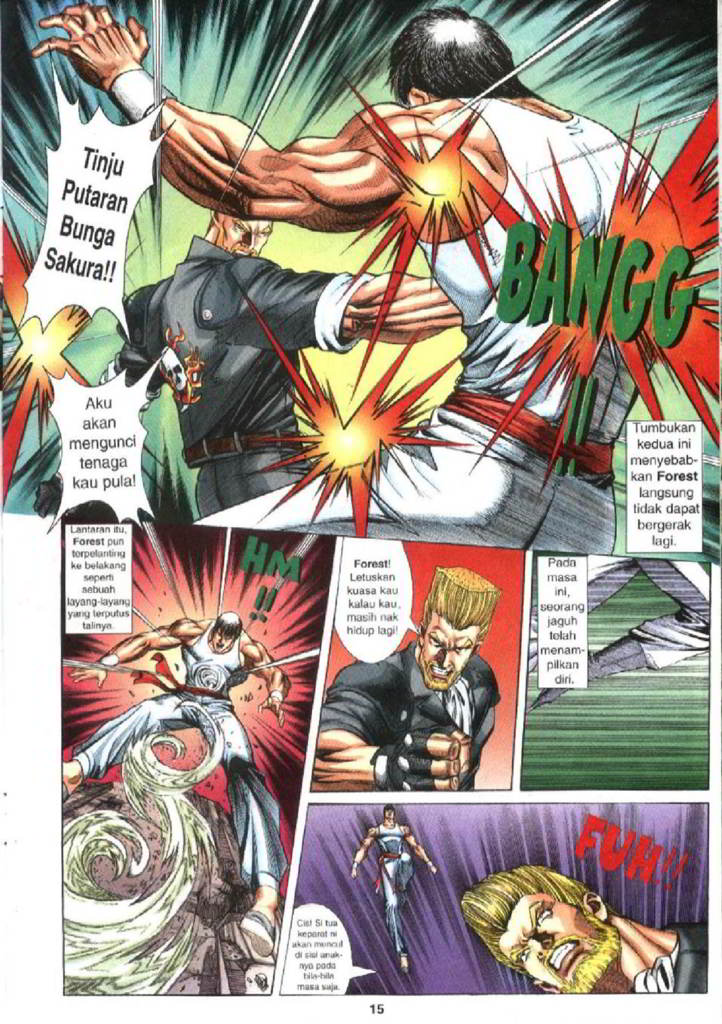 Tinju
Putaran
Bunga
Sakura!!
BANGG
!!
Aku
akan
mengunci
tenaga
kau pula!
Tumbukan
kedua ini
menyebab-
kan Forest
langsung
tidak dapat
bergerak
lagi.
Lantaran itu,
Forest pun
terpelanting
ke belakang
seperti
sebuah
layang-layang
yang terputus
talinya.
HM
!!
Forest!
Letuskan
kuasa kau
kalau kau,
masih nak
hidup lagi!
Pada
masa
ini,
seorang
jaguh
telah
menam-
pilkan
diri.
FUH!!
Cis! Si tua
keparat ni
akan muncul
di sisi anak-
nya pada
bila-bila
masa saja.
15